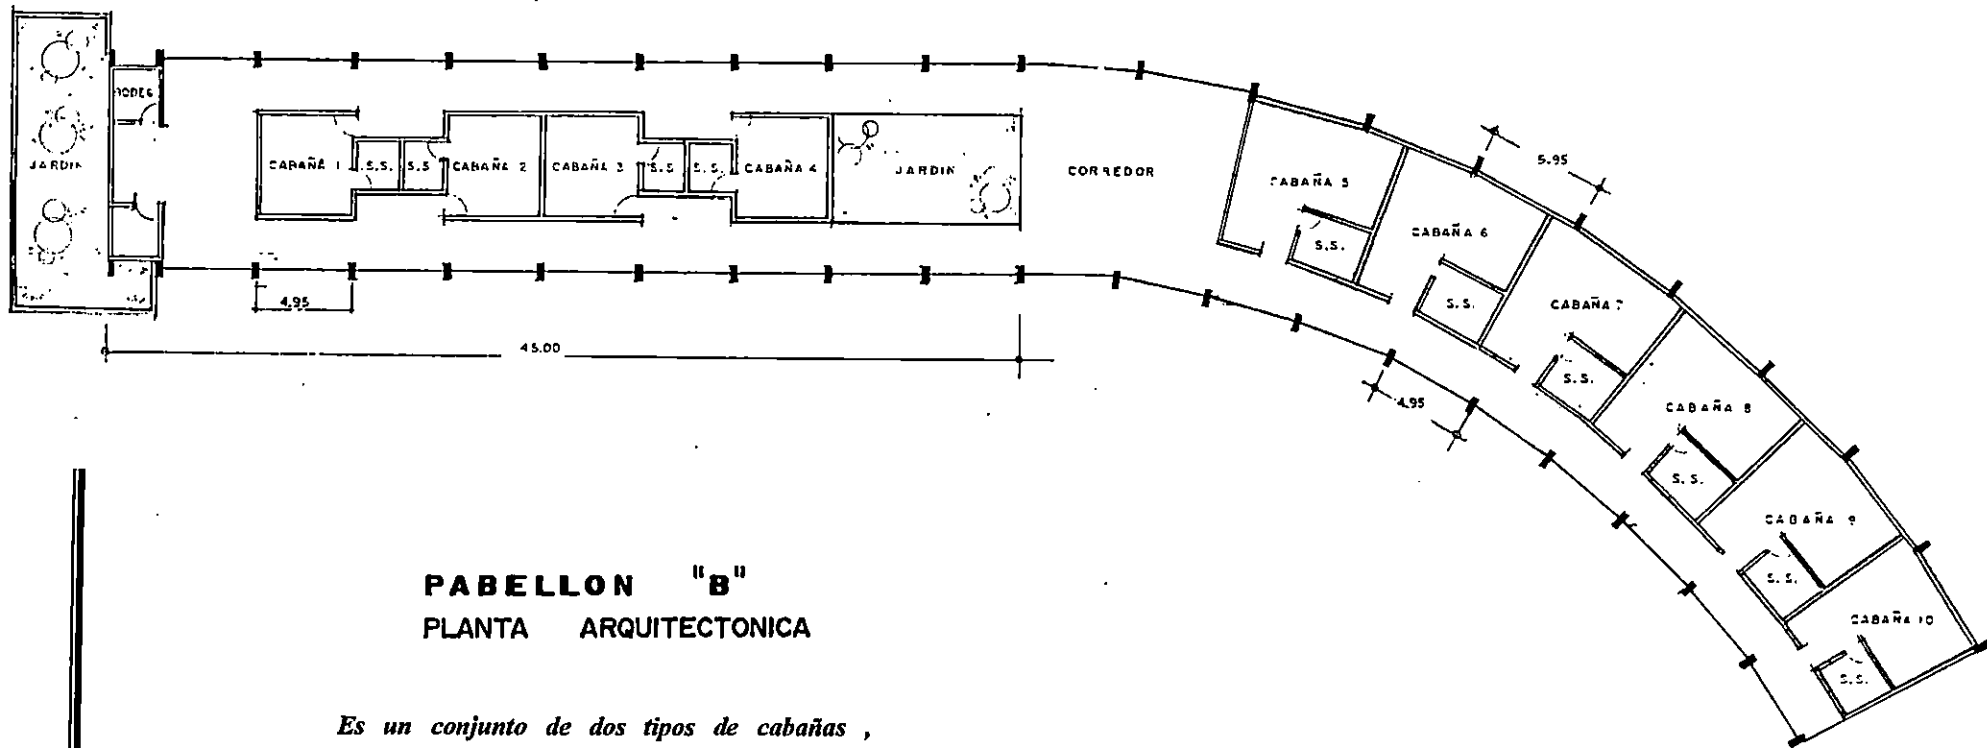 JARDIN
CABAÑA 1
S.S.
S.S
CABAÑA 2
CABAÑA 3
S.S
S.S.
CABAÑA 4
JARDIN
CORREDOR
CABAÑA 5
S.S.
5.95
CABAÑA 6
S.S.
CABAÑA 7
S.S.
CABAÑA 8
S.S.
CABAÑA 9
S.S.
CABAÑA 10
S.S.
4.95
45.00
4.95
PABELLON "B"
PLANTA ARQUITECTONICA
Es un conjunto de dos tipos de cabañas ,